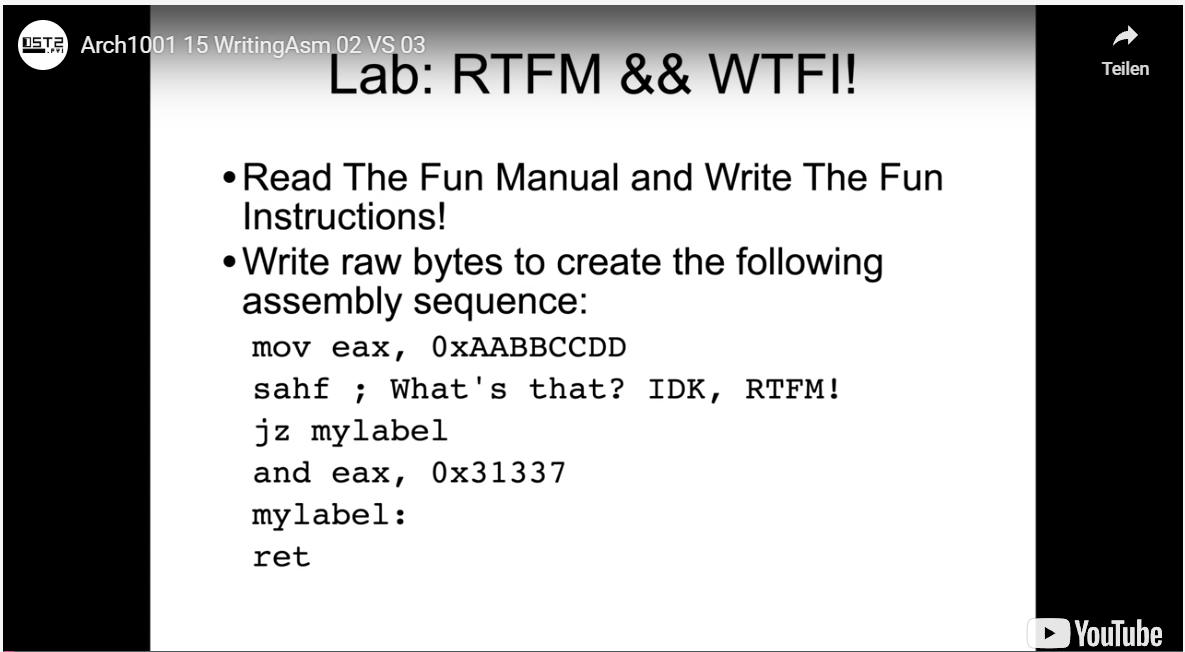 Arch1001 15 WritingAsm 02 VS 03
Teilen
Lab: RTFM && WTFI!
•Read The Fun Manual and Write The Fun
Instructions!
•Write raw bytes to create the following
assembly sequence:
mov eax, 0xAABBCCDD
sahf ; What's that? IDK, RTFM!
jz mylabel
and eax, 0x31337
mylabel:
ret
YouTube